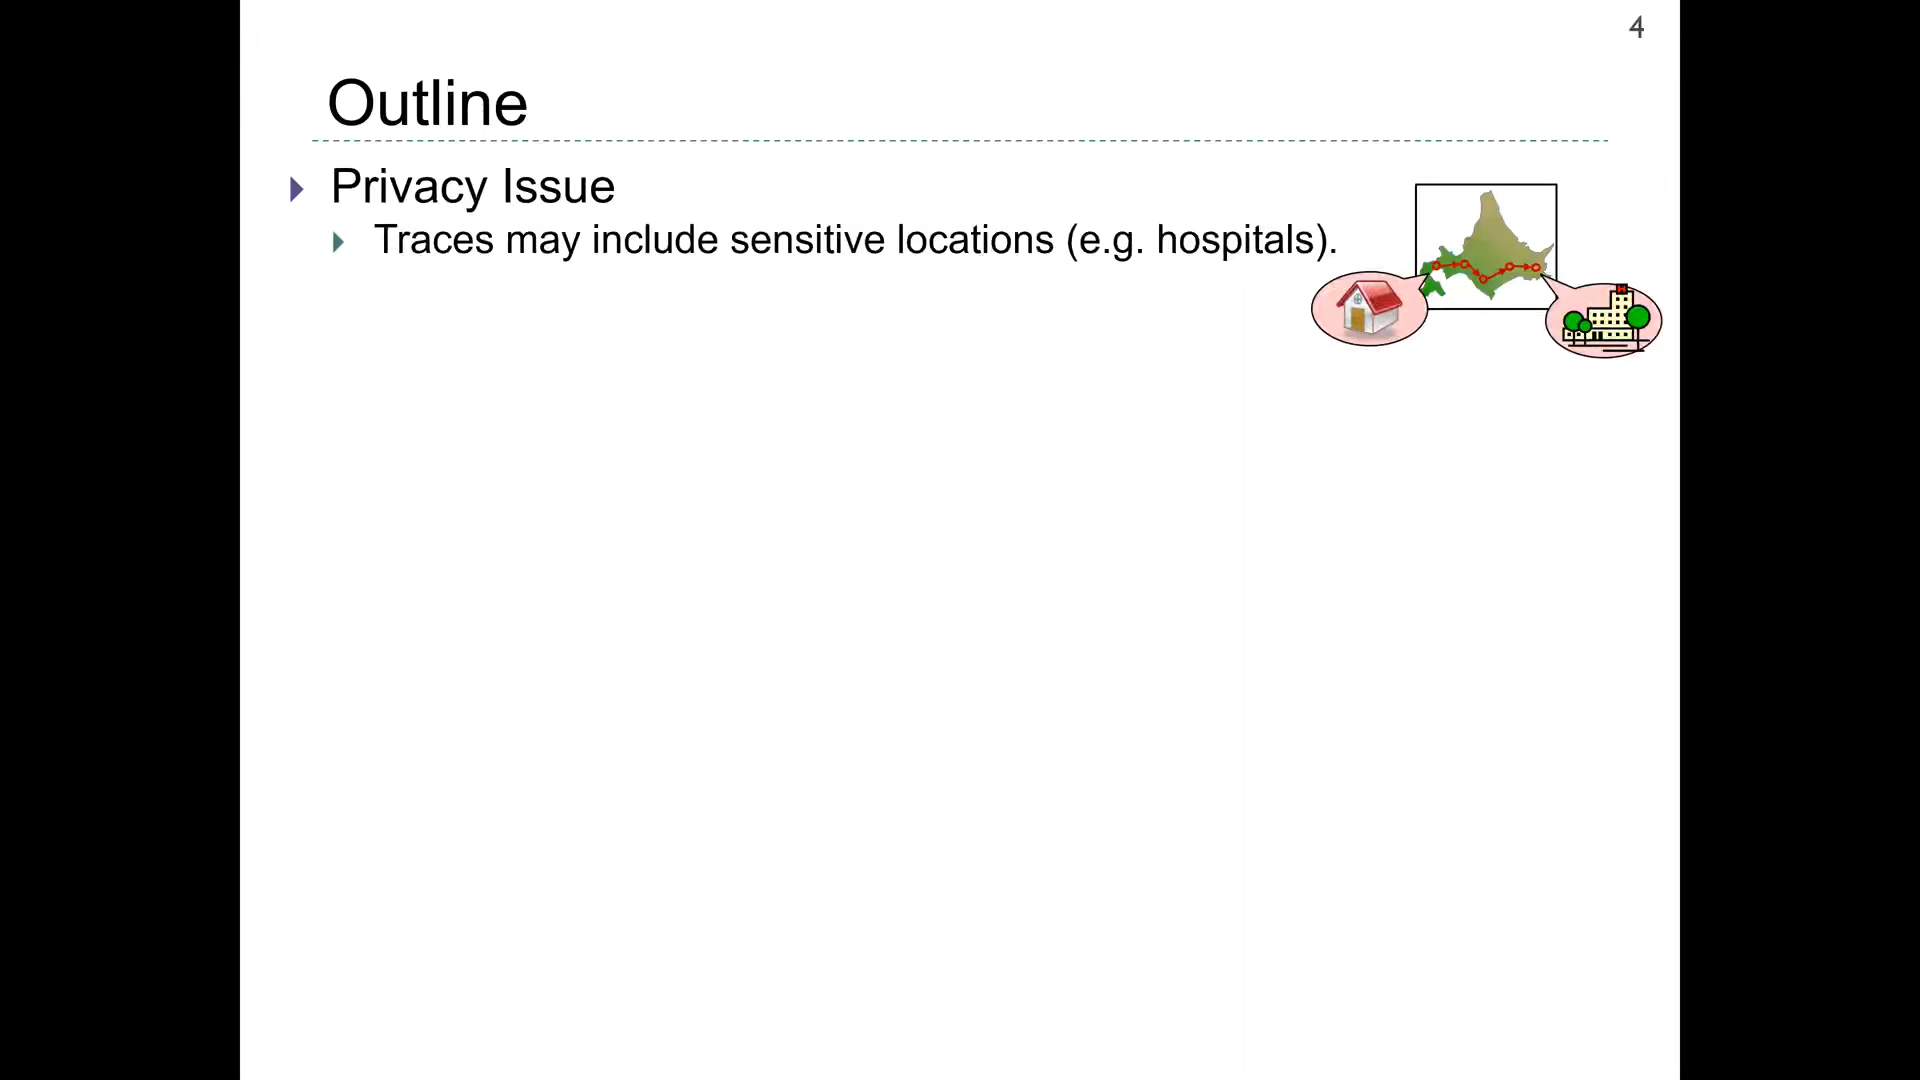 4
Outline
Privacy Issue
Traces may include sensitive locations (e.g. hospitals).
H